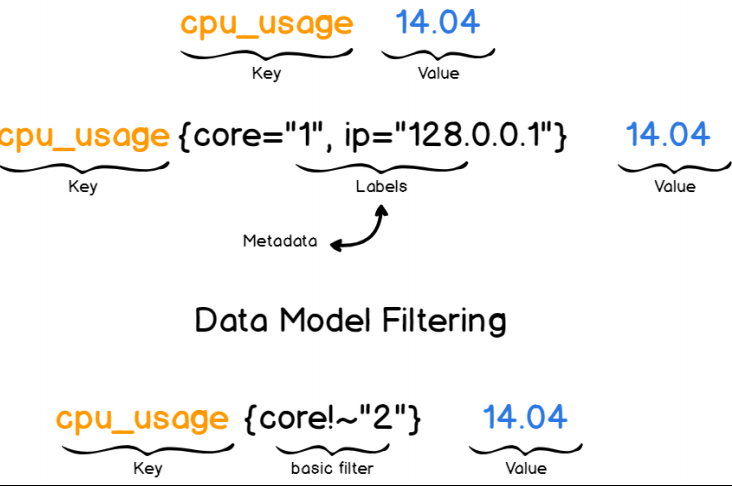 cpu_usage 14.04
Key Value
cpu_usage {core="1", ip="128.0.0.1"} 14.04
Key Labels Value
Metadata
Data Model Filtering
cpu_usage {core!~"2"} 14.04
Key basic filter Value